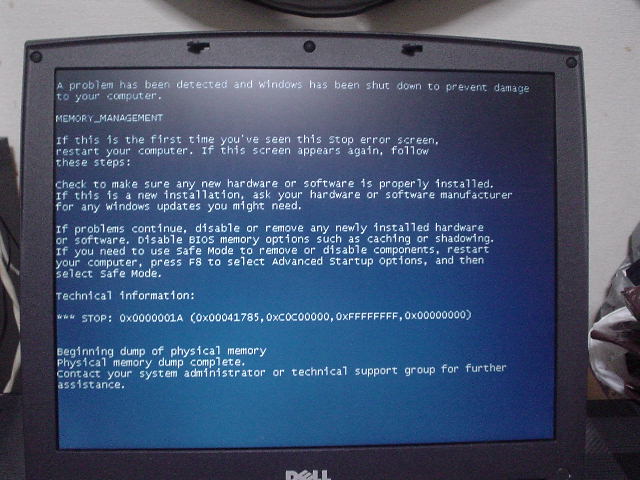 A problem has been detected and Windows has been shut down to prevent damage
to your computer.
MEMORY_MANAGEMENT
If this is the first time you've seen this Stop error screen,
restart your computer. If this screen appears again, follow
these steps:
Check to make sure any new hardware or software is properly installed.
If this is a new installation, ask your hardware or software manufacturer
for any Windows updates you might need.
If problems continue, disable or remove any newly installed hardware
or software. Disable BIOS memory options such as caching or shadowing.
If you need to use Safe Mode to remove or disable components, restart
your computer, press F8 to select Advanced Startup Options, and then
select Safe Mode.
Technical information:
*** STOP: 0x0000001A (0x00041785,0xC0C00000,0xFFFFFFFF,0x00000000)
Beginning dump of physical memory
Physical memory dump complete.
Contact your system administrator or technical support group for further
assistance.
DELL